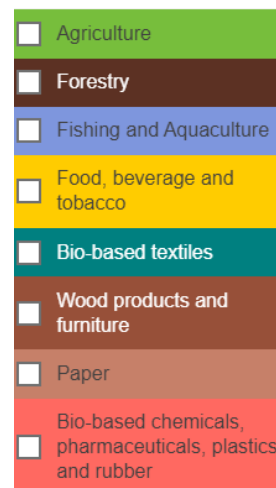 Agriculture
Forestry
Fishing and Aquaculture
Food, beverage and
tobacco
Bio-based textiles
Wood products and
furniture
Paper
Bio-based chemicals,
pharmaceuticals, plastics
and rubber